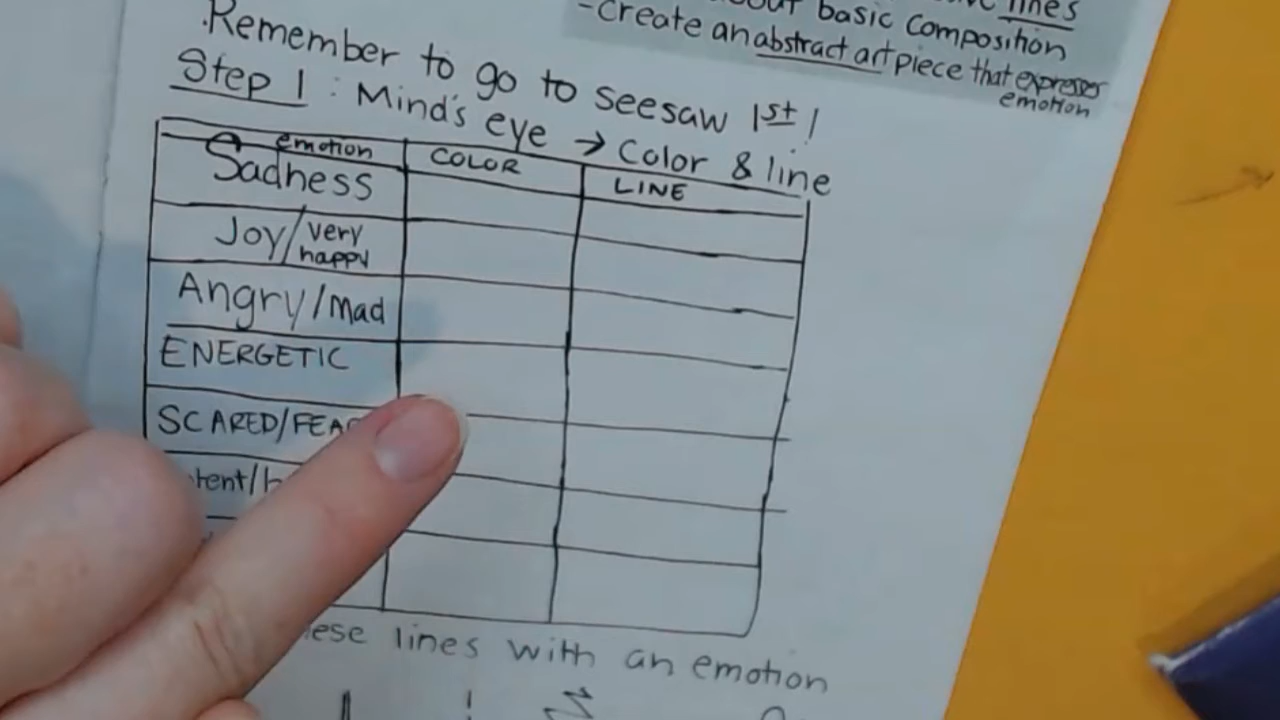 lines
basic composition
-Create an abstract art piece that expresses
emotion
.Remember to go to seesaw 1st!
Step 1 : Mind's eye → Color & line
emotion COLOR LINE
Sadness
Joy/very
happy
Angry/Mad
ENERGETIC
SCARED/
lines with an emotion